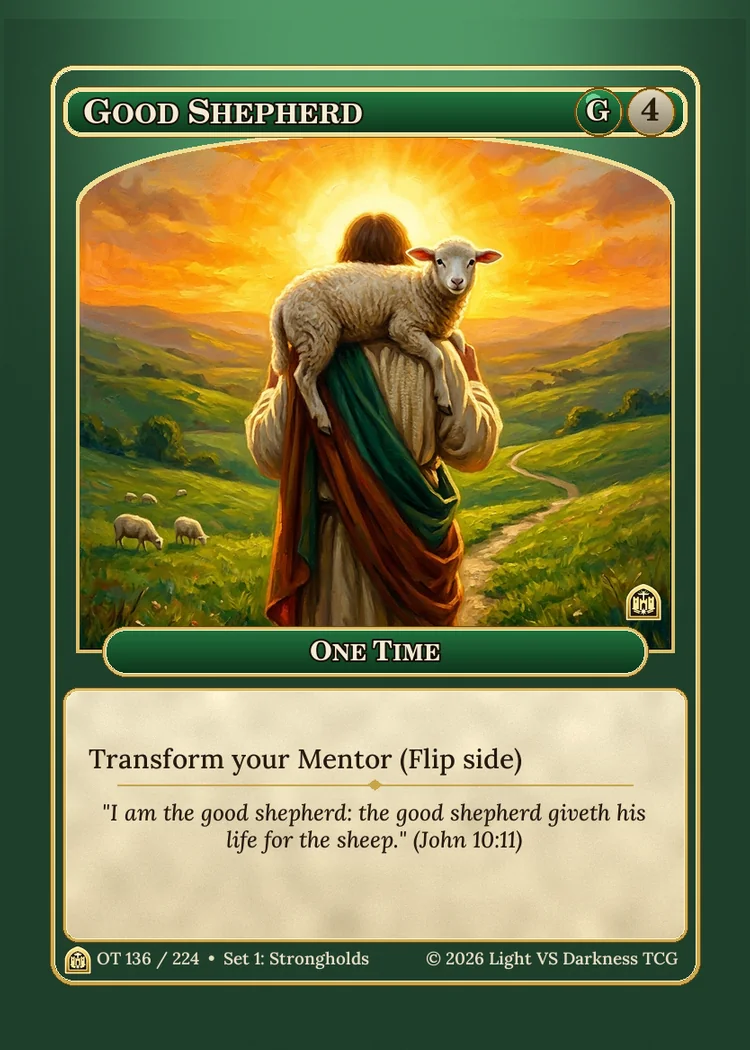 Good Shepherd
G 4
One Time
Transform your Mentor (Flip side)
"I am the good shepherd: the good shepherd giveth his
life for the sheep." (John 10:11)
OT 136 / 224 • Set 1: Strongholds © 2026 Light VS Darkness TCG